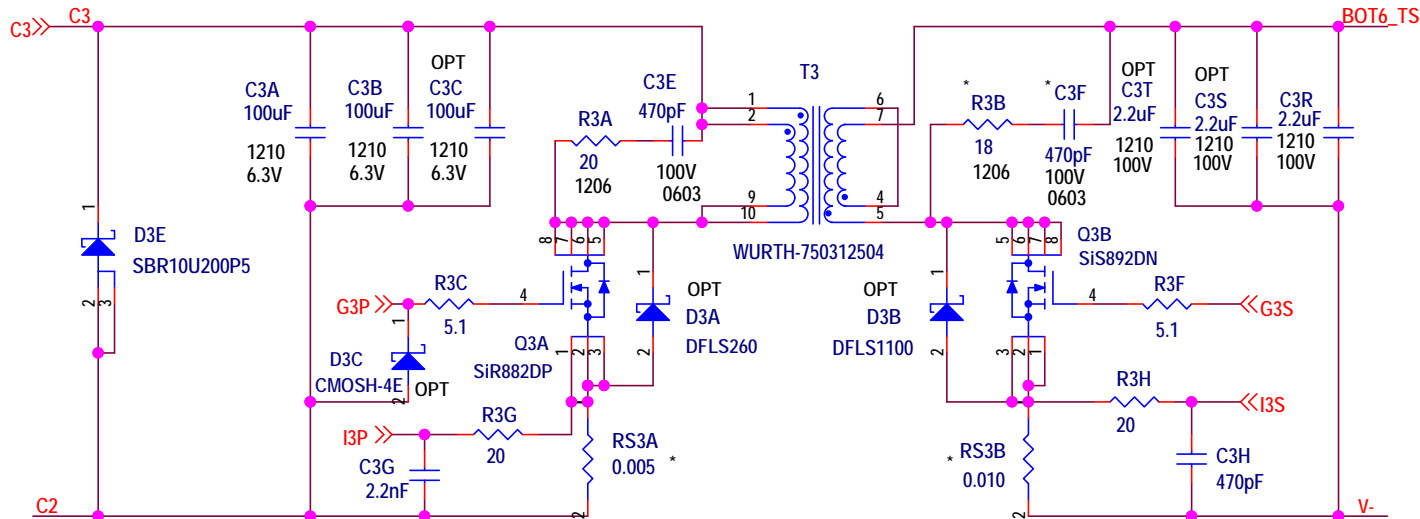 C3
C3
BOT6_TS
C3A
100uF
1210
6.3V
C3B
100uF
1210
6.3V
OPT
C3C
100uF
1210
6.3V
R3A
20
1206
C3E
470pF
100V
0603
T3
1
2
9
10
6
7
4
5
WURTH-750312504
*
R3B
18
1206
*
C3F
470pF
100V
0603
OPT
C3T
2.2uF
1210
100V
OPT
C3S
2.2uF
1210
100V
C3R
2.2uF
1210
100V
1
D3E
SBR10U200P5
2
3
G3P
R3C
5.1
4
8
7
6
5
1
2
3
Q3A
SiR882DP
1
D3C
CMOSH-4E
OPT
2
1
OPT
D3A
DFLS260
2
I3P
R3G
20
C3G
2.2nF
RS3A
0.005
*
2
1
OPT
D3B
DFLS1100
2
5
6
7
8
Q3B
SiS892DN
4
3
2
1
R3F
5.1
G3S
R3H
20
I3S
*
RS3B
0.010
2
C3H
470pF
C2
V-